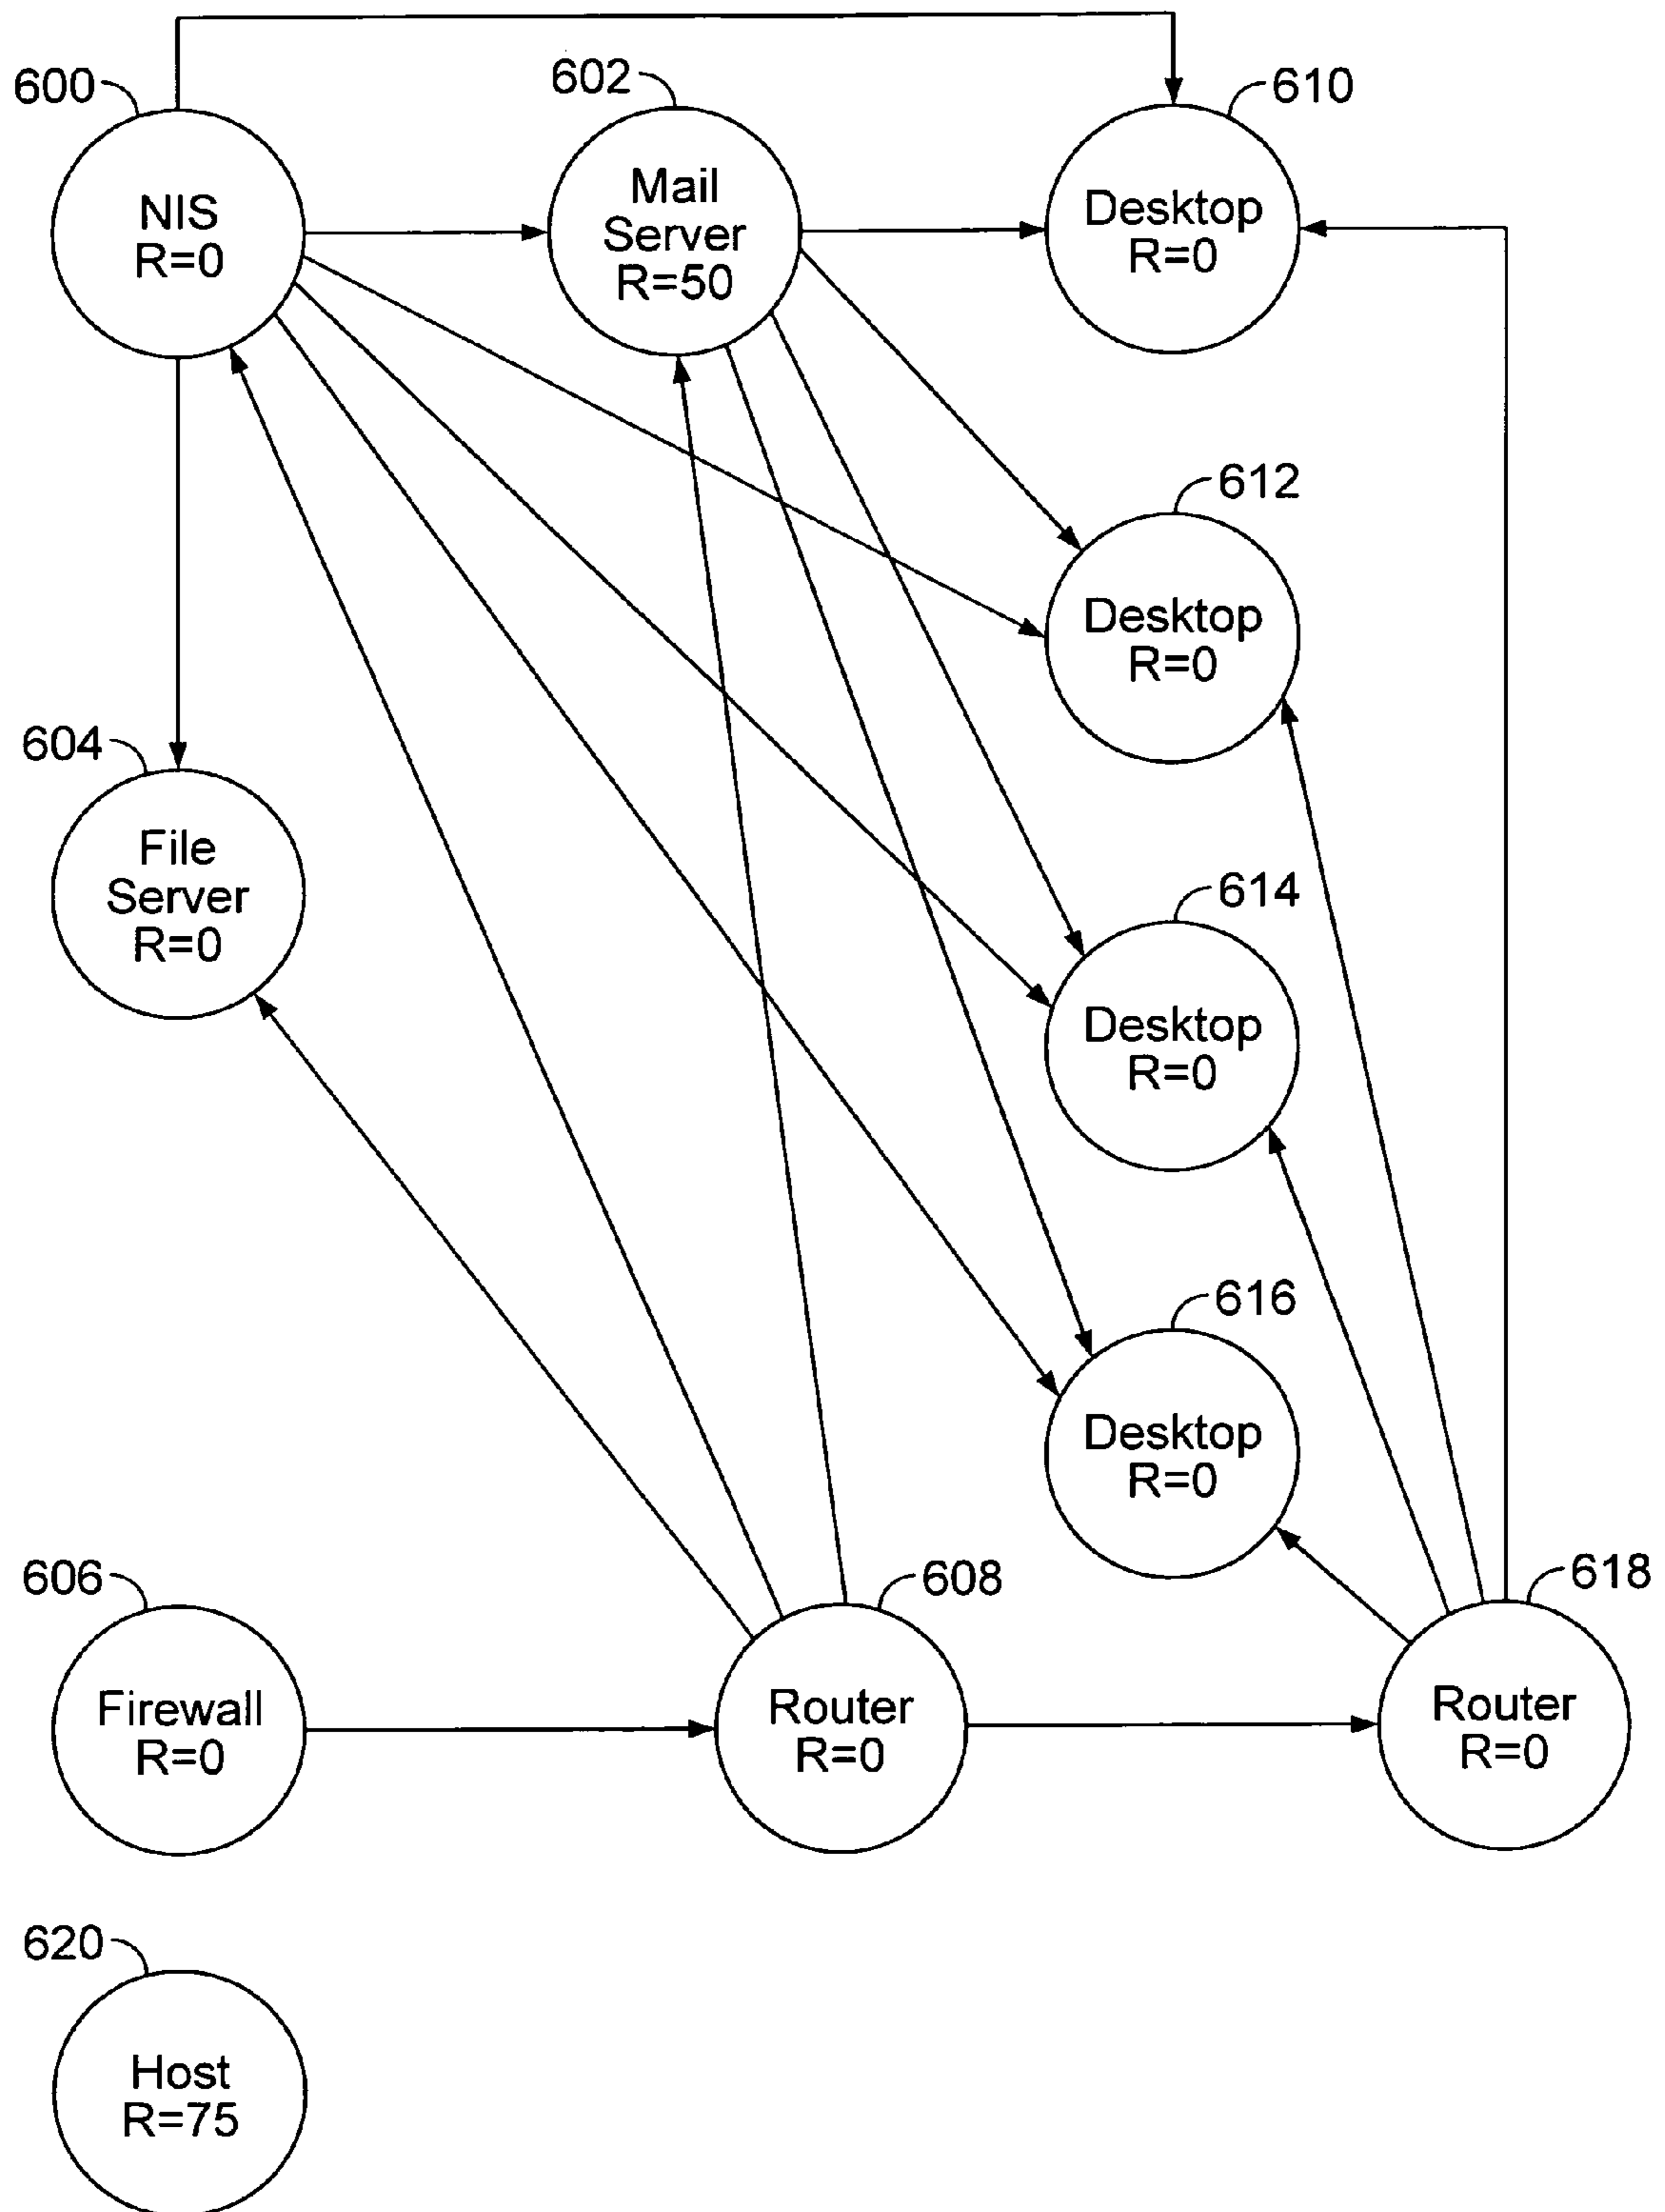 600
602
610
NIS
R=0
Mail
Server
R=50
Desktop
R=0
612
Desktop
R=0
604
File
Server
R=0
614
Desktop
R=0
616
Desktop
R=0
606
608
618
Firewall
R=0
Router
R=0
Router
R=0
620
Host
R=75